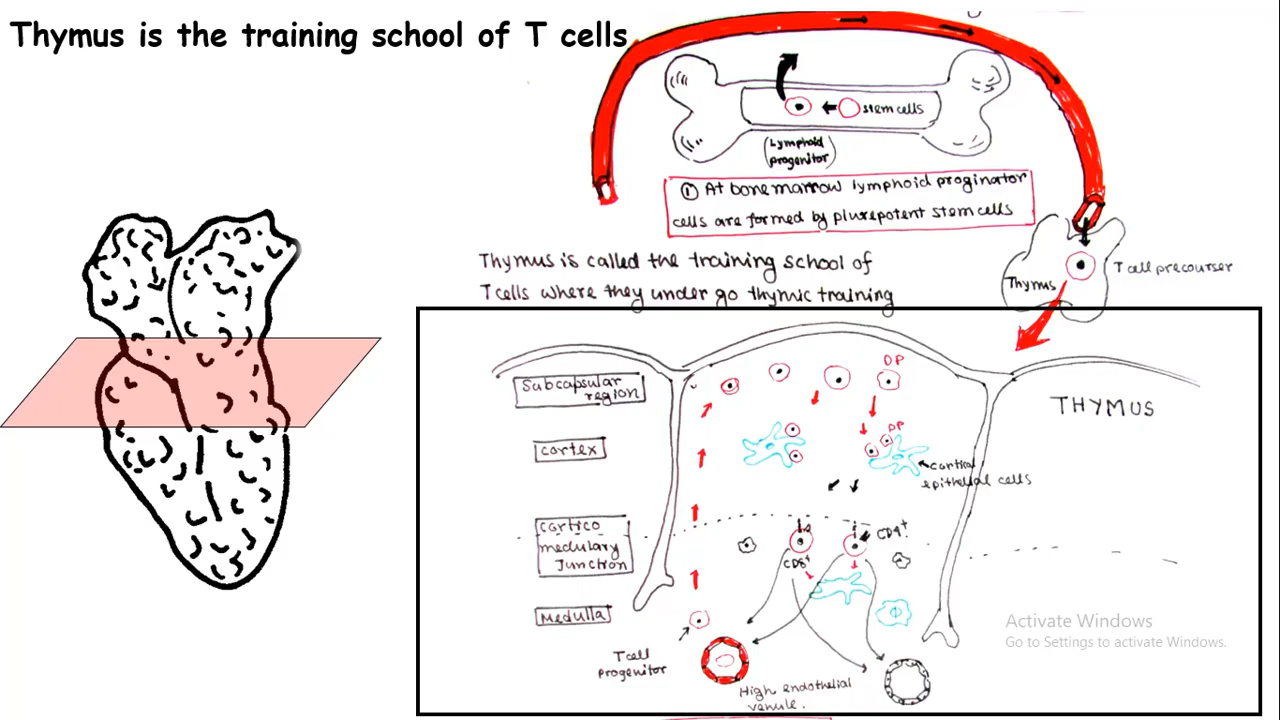 Thymus is the training school of T cells
stem cells
(Lymphoid
progenitor)
① At bonemarrow lymphoid proginator
cells are formed by plurepotent stem cells
Thymus is called the training school of
T cells where they under go thymic training
Thymus
T cell precourser
DP
Subcapsular
region
THYMUS
cortex
DP
cortical
epithelial cells
cortico
medulary
Junction
CD4+
CD8+
Medulla
T cell
progenitor
High endothelial
venule.
Activate Windows
Go to Settings to activate Windows.